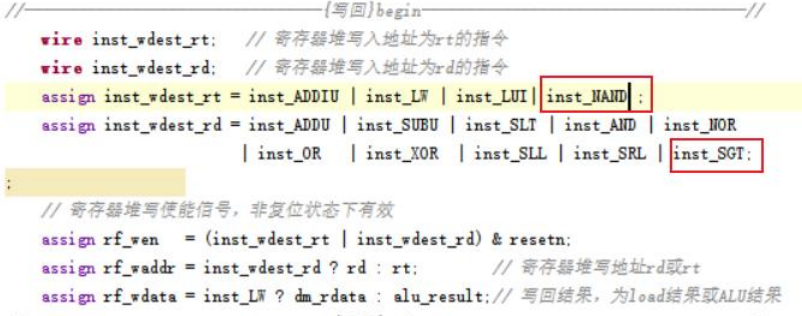 //————————————————{写回}begin————————————————//
wire inst_wdest_rt;   // 寄存器堆写入地址为rt的指令
wire inst_wdest_rd;   // 寄存器堆写入地址为rd的指令
assign inst_wdest_rt = inst_ADDIU | inst_LW | inst_LUI| inst_NAND ;
assign inst_wdest_rd = inst_ADDU | inst_SUBU | inst_SLT | inst_AND | inst_NOR
| inst_OR   | inst_XOR  | inst_SLL | inst_SRL | inst_SGT;
;
// 寄存器堆写使能信号，非复位状态下有效
assign rf_wen   = (inst_wdest_rt | inst_wdest_rd) & resetn;
assign rf_waddr = inst_wdest_rd ? rd : rt;        // 寄存器堆写地址rd或rt
assign rf_wdata = inst_LW ? dm_rdata : alu_result;// 写回结果，为load结果或ALU结果